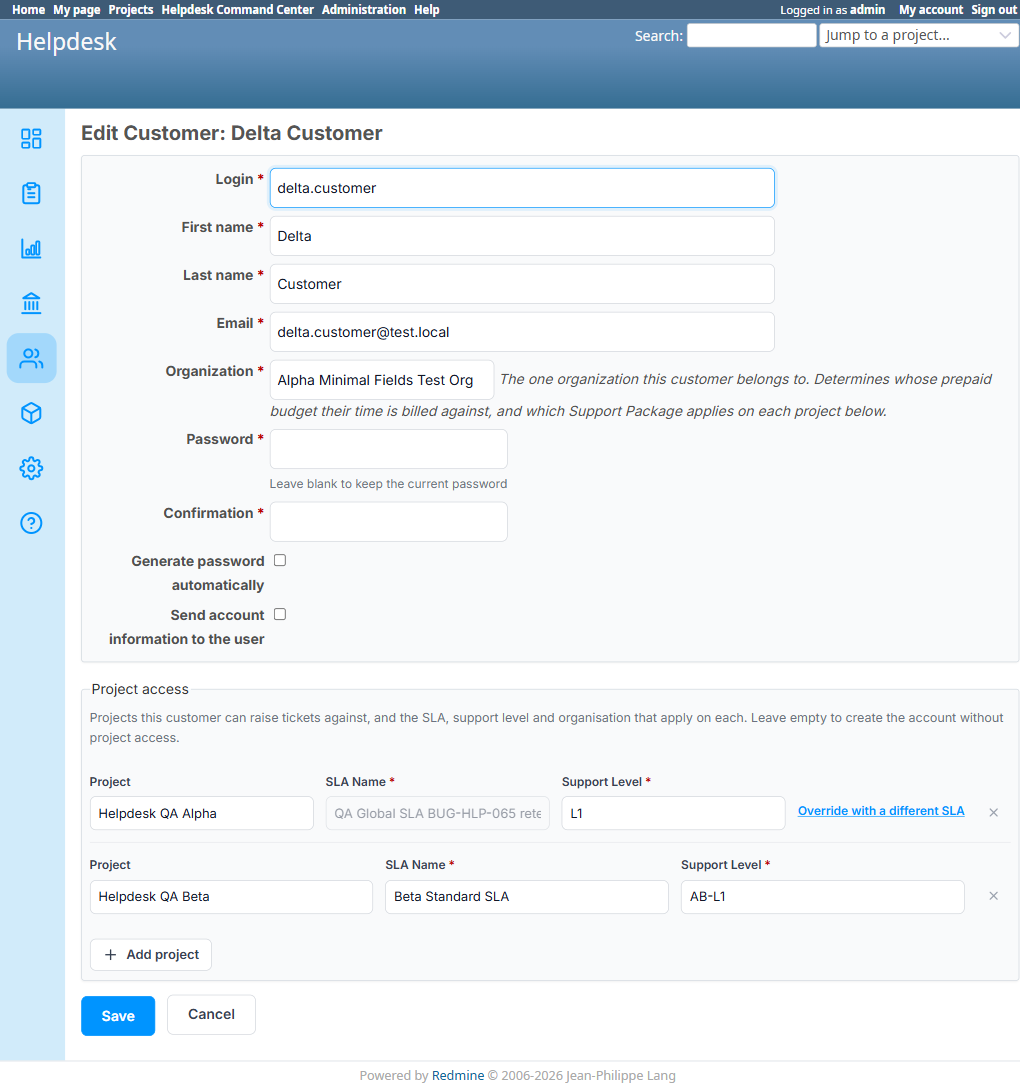 Home My page Projects Helpdesk Command Center Administration Help Logged in as admin My account Sign out
Helpdesk Search: Jump to a project...
Edit Customer: Delta Customer
Login * delta.customer
First name * Delta
Last name * Customer
Email * delta.customer@test.local
Organization * Alpha Minimal Fields Test Org The one organization this customer belongs to. Determines whose prepaid
budget their time is billed against, and which Support Package applies on each project below.
Password *
Leave blank to keep the current password
Confirmation *
Generate password
automatically
Send account
information to the user
Project access
Projects this customer can raise tickets against, and the SLA, support level and organisation that apply on each. Leave empty to create the account without
project access.
Project SLA Name * Support Level *
Helpdesk QA Alpha QA Global SLA BUG-HLP-065 rete L1 Override with a different SLA ×
Project SLA Name * Support Level *
Helpdesk QA Beta Beta Standard SLA AB-L1 ×
+ Add project
Save Cancel
Powered by Redmine © 2006-2026 Jean-Philippe Lang